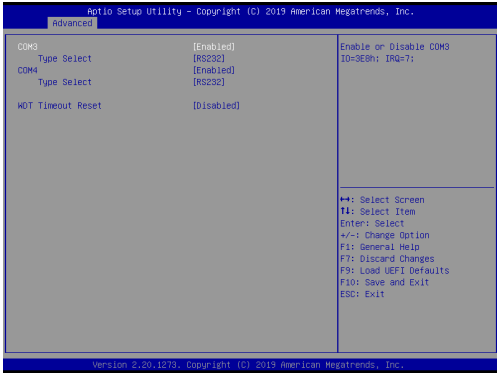 Aptio Setup Utility – Copyright (C) 2019 American Megatrends, Inc.
Advanced
COM3 [Enabled]
Type Select [RS232]
COM4 [Enabled]
Type Select [RS232]
WDT Timeout Reset [Disabled]
Enable or Disable COM3
IO=3E8h; IRQ=7;
↔: Select Screen
↑↓: Select Item
Enter: Select
+/-: Change Option
F1: General Help
F7: Discard Changes
F9: Load UEFI Defaults
F10: Save and Exit
ESC: Exit
Version 2.20.1273. Copyright (C) 2019 American Megatrends, Inc.